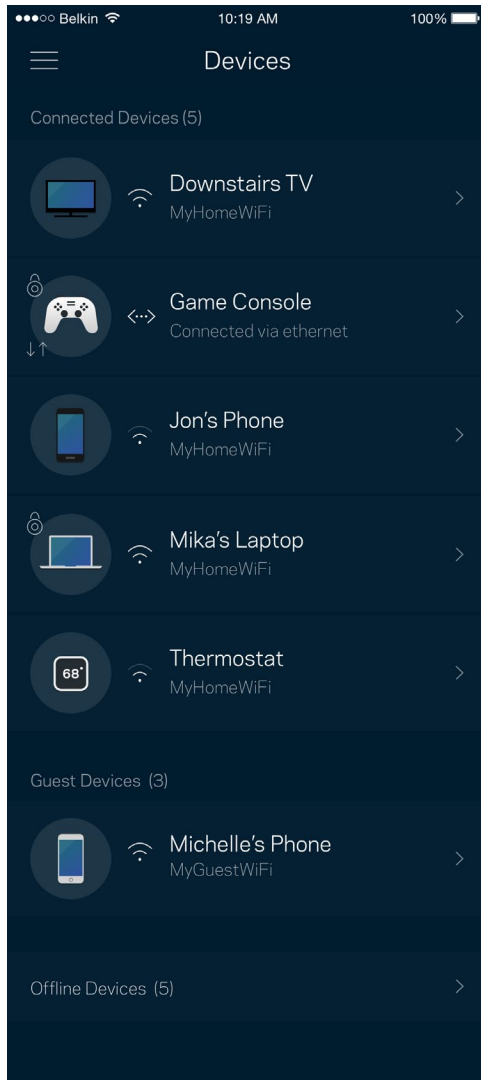 Belkin 10:19 AM 100%
Devices
Connected Devices (5)
Downstairs TV
MyHomeWiFi
Game Console
Connected via ethernet
Jon's Phone
MyHomeWiFi
Mika's Laptop
MyHomeWiFi
68°
Thermostat
MyHomeWiFi
Guest Devices (3)
Michelle's Phone
MyGuestWiFi
Offline Devices (5)